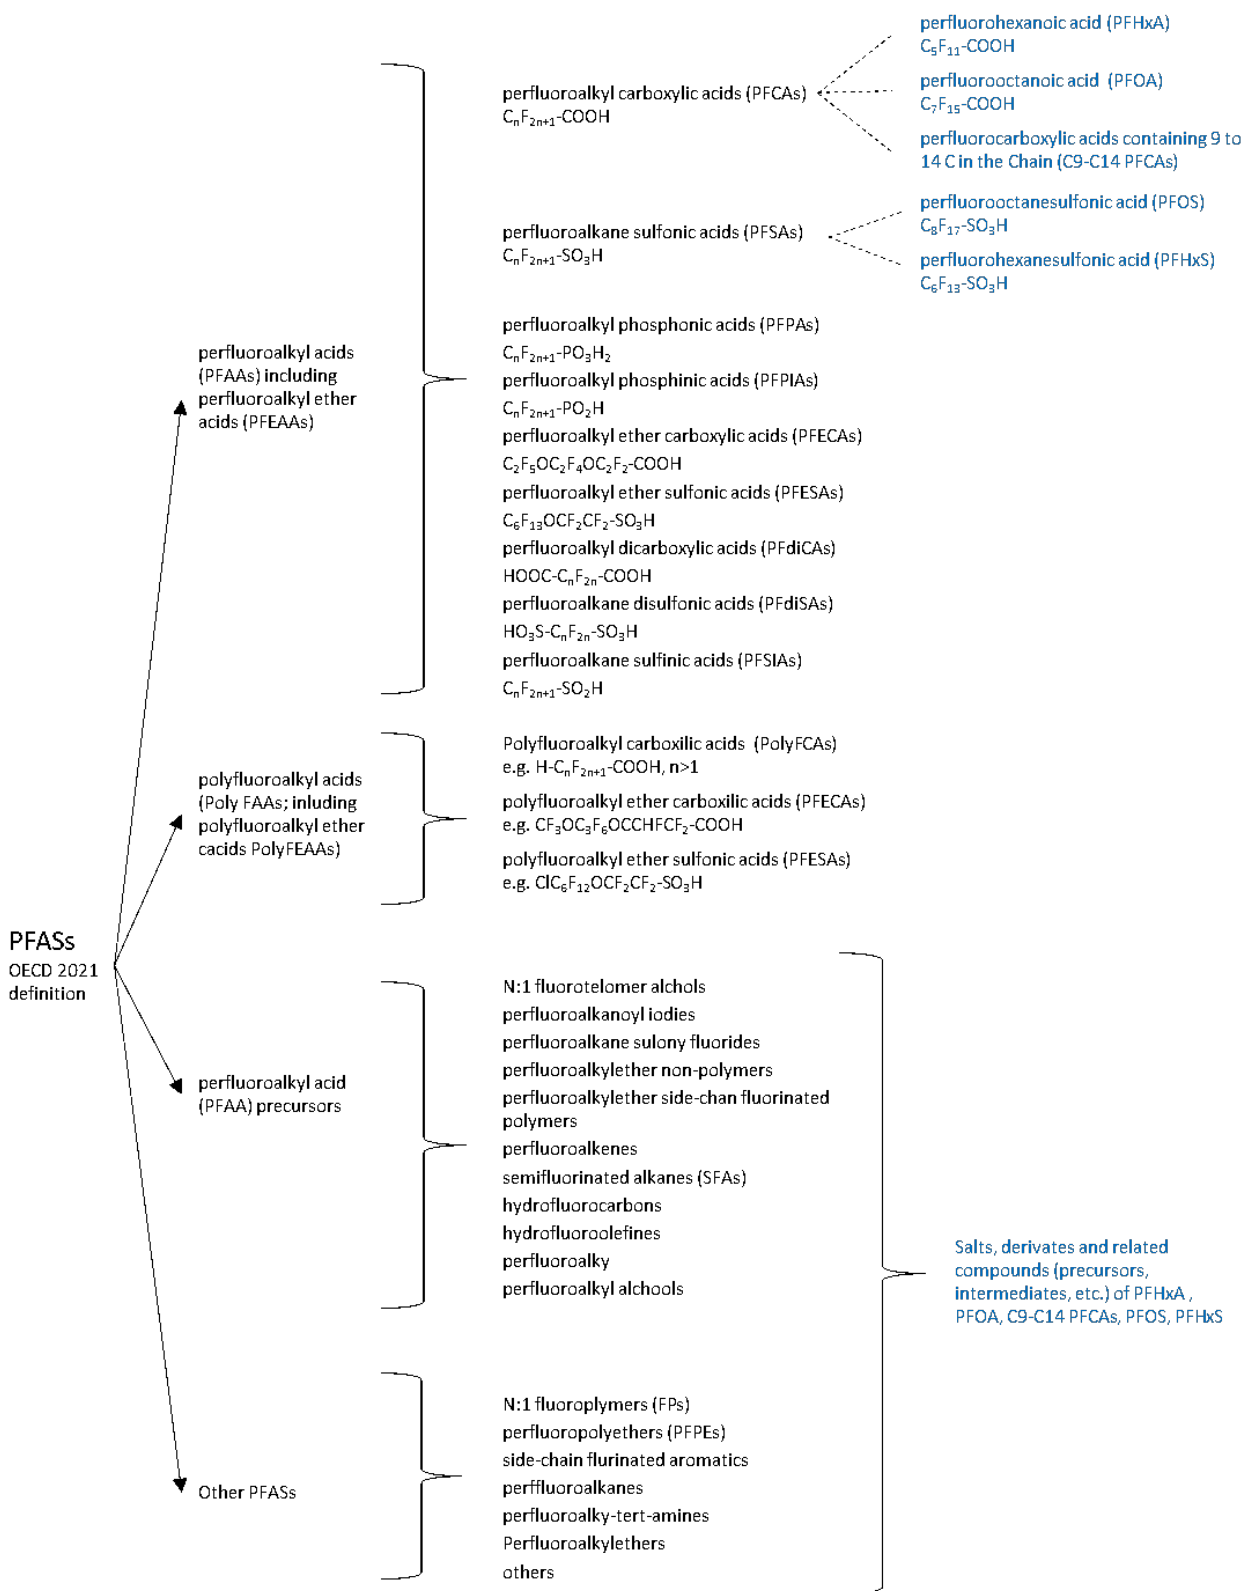 PFASs
OECD 2021
definition
perfluoroalkyl acids
(PFAAs) including
perfluoroalkyl ether
acids (PFEAAs)
perfluoroalkyl carboxylic acids (PFCAs)
CₙF₂ₙ₊₁-COOH
perfluorohexanoic acid (PFHxA)
C₅F₁₁-COOH
perfluorooctanoic acid (PFOA)
C₇F₁₅-COOH
perfluorocarboxylic acids containing 9 to
14 C in the Chain (C9-C14 PFCAs)
perfluoroalkane sulfonic acids (PFSAs)
CₙF₂ₙ₊₁-SO₃H
perfluorooctanesulfonic acid (PFOS)
C₈F₁₇-SO₃H
perfluorohexanesulfonic acid (PFHxS)
C₆F₁₃-SO₃H
perfluoroalkyl phosphonic acids (PFPAs)
CₙF₂ₙ₊₁-PO₃H₂
perfluoroalkyl phosphinic acids (PFPIAs)
CₙF₂ₙ₊₁-PO₂H
perfluoroalkyl ether carboxylic acids (PFECAs)
C₂F₅OC₂F₄OC₂F₂-COOH
perfluoroalkyl ether sulfonic acids (PFESAs)
C₆F₁₃OCF₂CF₂-SO₃H
perfluoroalkyl dicarboxylic acids (PFdiCAs)
HOOC-CₙF₂ₙ-COOH
perfluoroalkane disulfonic acids (PFdiSAs)
HO₃S-CₙF₂ₙ-SO₃H
perfluoroalkane sulfinic acids (PFSIAs)
CₙF₂ₙ₊₁-SO₂H
polyfluoroalkyl acids
(Poly FAAs; inluding
polyfluoroalkyl ether
cacids PolyFEAAs)
Polyfluoroalkyl carboxilic acids (PolyFCAs)
e.g. H-CₙF₂ₙ₊₁-COOH, n>1
polyfluoroalkyl ether carboxilic acids (PFECAs)
e.g. CF₃OC₃F₆OCCHFCF₂-COOH
polyfluoroalkyl ether sulfonic acids (PFESAs)
e.g. ClC₆F₁₂OCF₂CF₂-SO₃H
perfluoroalkyl acid
(PFAA) precursors
N:1 fluorotelomer alchols
perfluoroalkanoyl iodies
perfluoroalkane sulony fluorides
perfluoroalkylether non-polymers
perfluoroalkylether side-chan fluorinated
polymers
perfluoroalkenes
semifluorinated alkanes (SFAs)
hydrofluorocarbons
hydrofluoroolefines
perfluoroalky
perfluoroalkyl alchools
Other PFASs
N:1 fluoroplymers (FPs)
perfluoropolyethers (PFPEs)
side-chain flurinated aromatics
perffluoroalkanes
perfluoroalky-tert-amines
Perfluoroalkylethers
others
Salts, derivates and related
compounds (precursors,
intermediates, etc.) of PFHxA ,
PFOA, C9-C14 PFCAs, PFOS, PFHxS